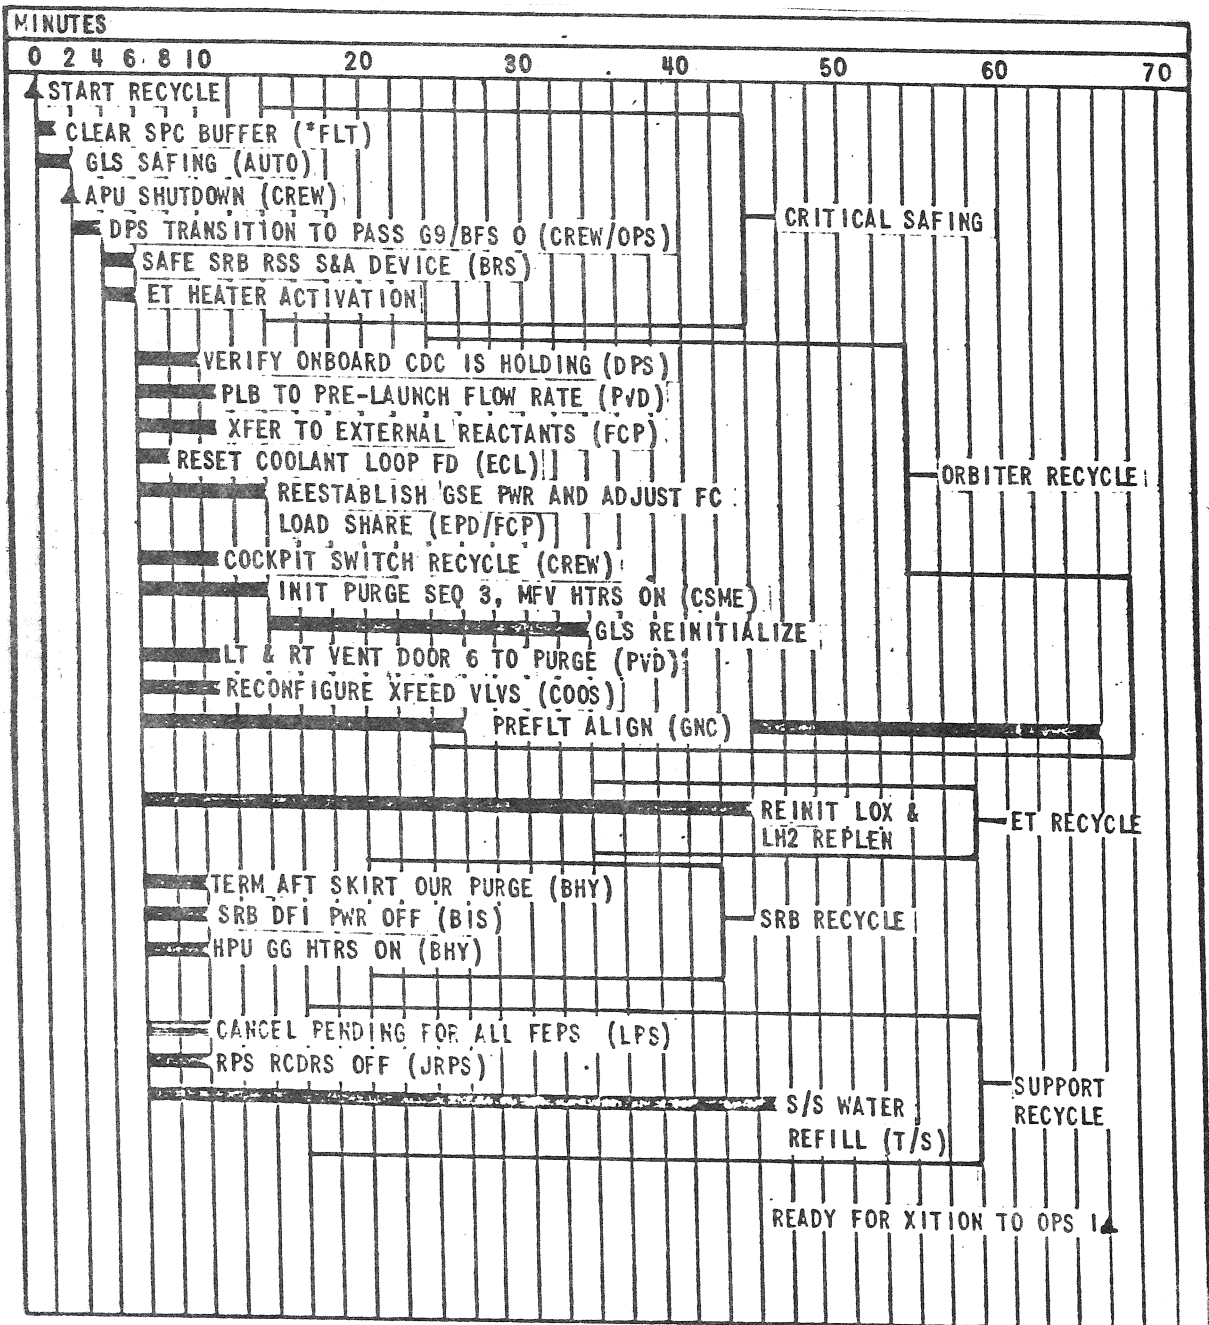 MINUTES
0 2 4 6 8 10 20 30 40 50 60 70
START RECYCLE
CLEAR SPC BUFFER (*FLT)
GLS SAFING (AUTO)
APU SHUTDOWN (CREW)
CRITICAL SAFING
DPS TRANSITION TO PASS G9/BFS 0 (CREW/OPS)
SAFE SRB RSS S&A DEVICE (BRS)
ET HEATER ACTIVATION
VERIFY ONBOARD CDC IS HOLDING (DPS)
PLB TO PRE-LAUNCH FLOW RATE (PVD)
XFER TO EXTERNAL REACTANTS (FCP)
RESET COOLANT LOOP FD (ECL)
ORBITER RECYCLE
REESTABLISH GSE PWR AND ADJUST FC
LOAD SHARE (EPD/FCP)
COCKPIT SWITCH RECYCLE (CREW)
INIT PURGE SEQ 3, MFV HTRS ON (CSME)
GLS REINITIALIZE
LT & RT VENT DOOR 6 TO PURGE (PVD)
RECONFIGURE XFEED VLVS (COOS)
PREFLT ALIGN (GNC)
REINIT LOX &
LH2 REPLEN
ET RECYCLE
TERM AFT SKIRT OUR PURGE (BHY)
SRB DFI PWR OFF (BIS)
SRB RECYCLE
HPU GG HTRS ON (BHY)
CANCEL PENDING FOR ALL FEPS (LPS)
RPS RCDRS OFF (JRPS)
SUPPORT
RECYCLE
S/S WATER
REFILL (T/S)
READY FOR XITION TO OPS 1